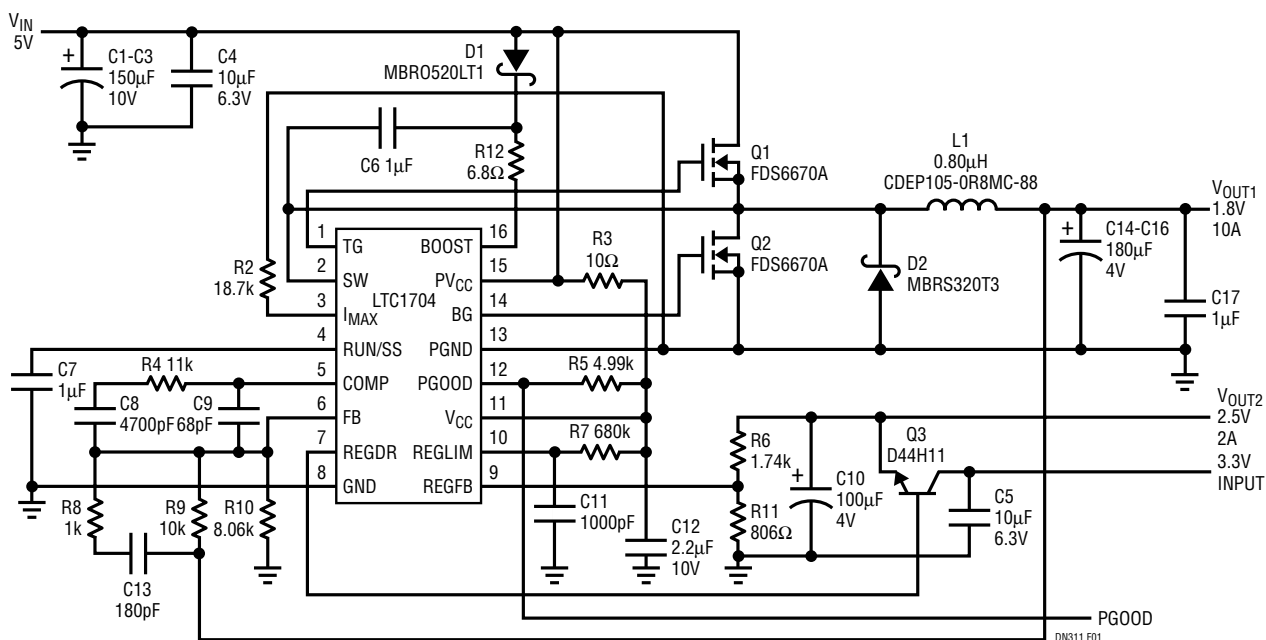 VIN
5V
C1-C3
150µF
10V
C4
10µF
6.3V
D1
MBRO520LT1
C6 1µF
R12
6.8Ω
Q1
FDS6670A
L1
0.80µH
CDEP105-0R8MC-88
VOUT1
1.8V
10A
Q2
FDS6670A
D2
MBRS320T3
C14-C16
180µF
4V
C17
1µF
R2
18.7k
R3
10Ω
LTC1704
1
TG
2
SW
3
IMAX
4
RUN/SS
5
COMP
6
FB
7
REGDR
8
GND
16
BOOST
15
PVCC
14
BG
13
PGND
12
PGOOD
11
VCC
10
REGLIM
9
REGFB
C7
1µF
R4 11k
C8
4700pF
C9
68pF
R5 4.99k
R7 680k
R8
1k
R9
10k
R10
8.06k
C13
180pF
C11
1000pF
C12
2.2µF
10V
R6
1.74k
R11
806Ω
C10
100µF
4V
Q3
D44H11
C5
10µF
6.3V
VOUT2
2.5V
2A
3.3V
INPUT
PGOOD
DN311 F01